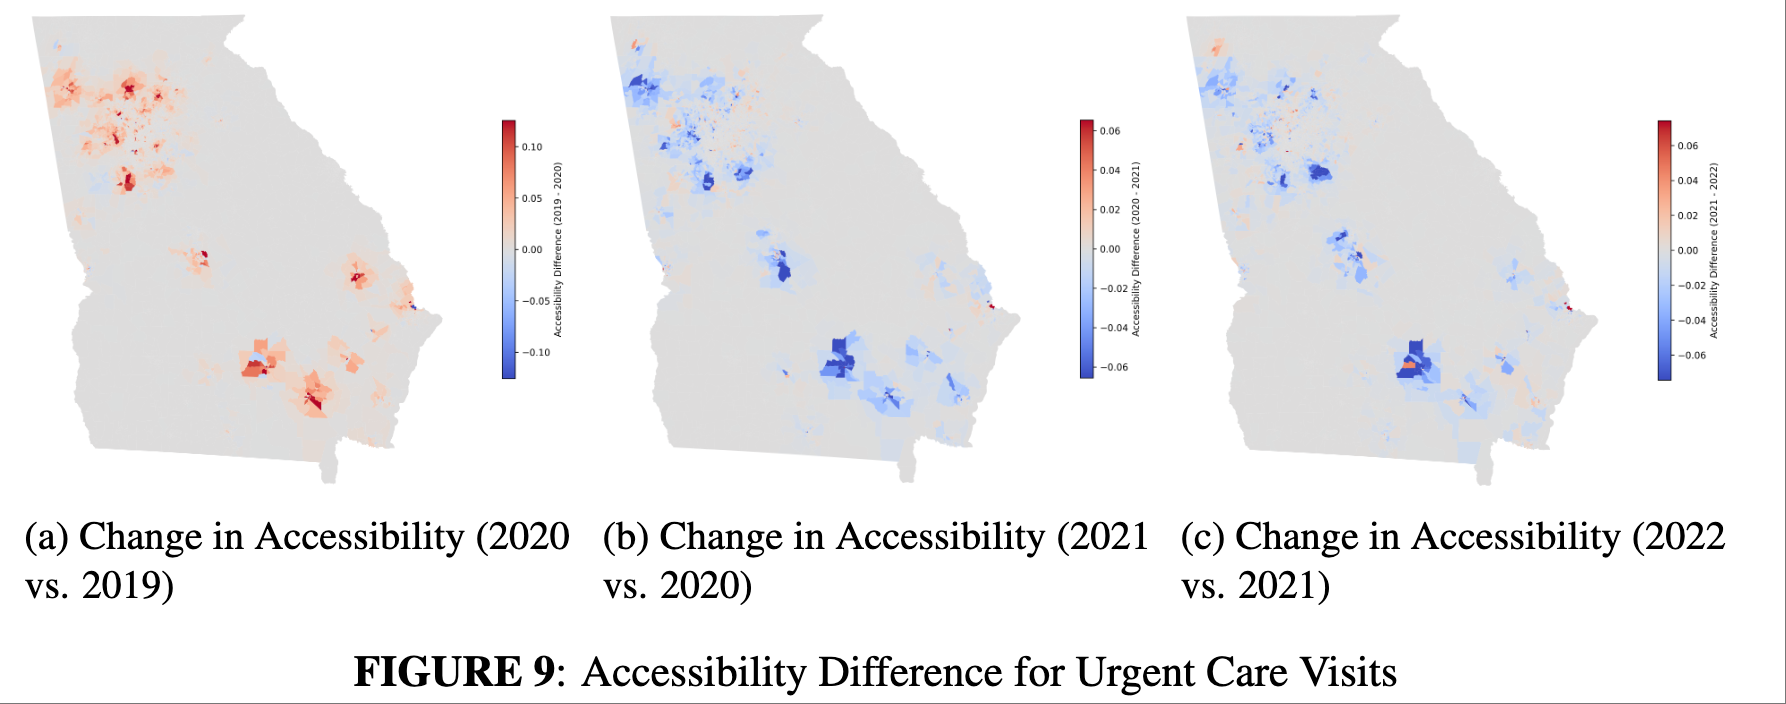 0.10
0.05
0.00
−0.05
−0.10
Accessibility Difference (2019 - 2020)
0.06
0.04
0.02
0.00
−0.02
−0.04
−0.06
Accessibility Difference (2020 - 2021)
0.06
0.04
0.02
0.00
−0.02
−0.04
−0.06
Accessibility Difference (2021 - 2022)
(a) Change in Accessibility (2020
vs. 2019)
(b) Change in Accessibility (2021
vs. 2020)
(c) Change in Accessibility (2022
vs. 2021)
FIGURE 9: Accessibility Difference for Urgent Care Visits